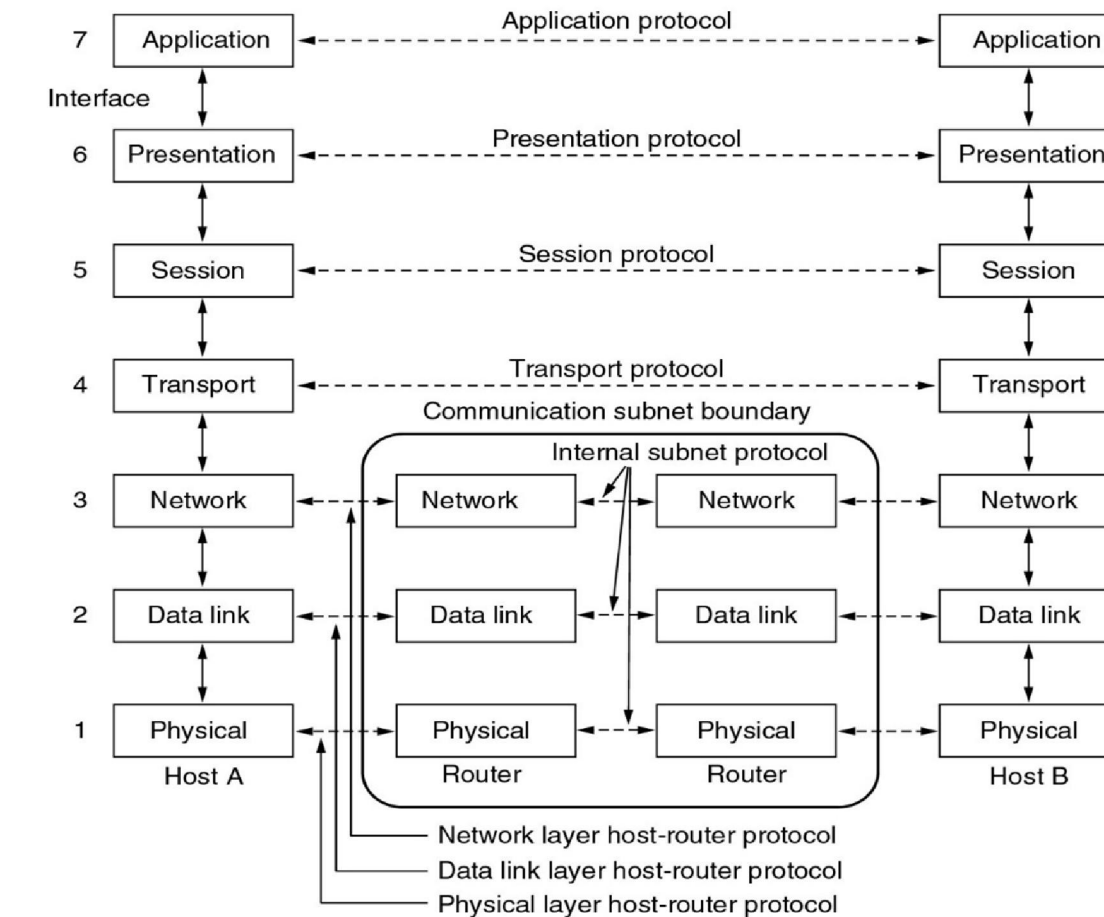 Application protocol
7 Application Application
Interface
Presentation protocol
6 Presentation Presentation
Session protocol
5 Session Session
Transport protocol
4 Transport Transport
Communication subnet boundary
Internal subnet protocol
3 Network Network Network Network
2 Data link Data link Data link Data link
1 Physical Physical Physical Physical
Host A Router Router Host B
Network layer host-router protocol
Data link layer host-router protocol
Physical layer host-router protocol